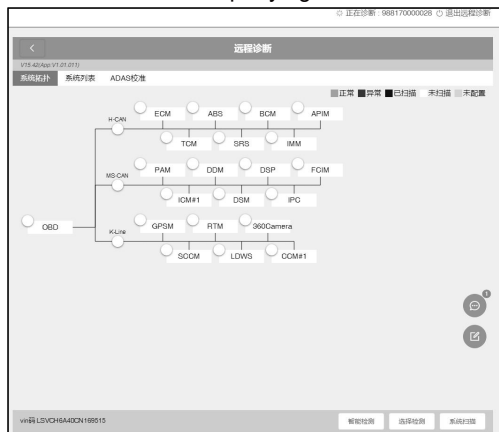 正在诊断 : 988170000028 退出远程诊断
远程诊断
V15.42(App:V1.01.011)
系统拓扑 系统列表 ADAS校准
正常 异常 已扫描 未扫描 未配置
H-CAN
ECM ABS BCM APIM
TCM SRS IMM
MS-CAN
PAM DDM DSP FCIM
ICM#1 DSM IPC
OBD
K-Line
GPSM RTM 360Camera
SCCM LDWS CCM#1
1
vin码 LSVCH6A40CN169515
智能检测 选择检测 系统扫描